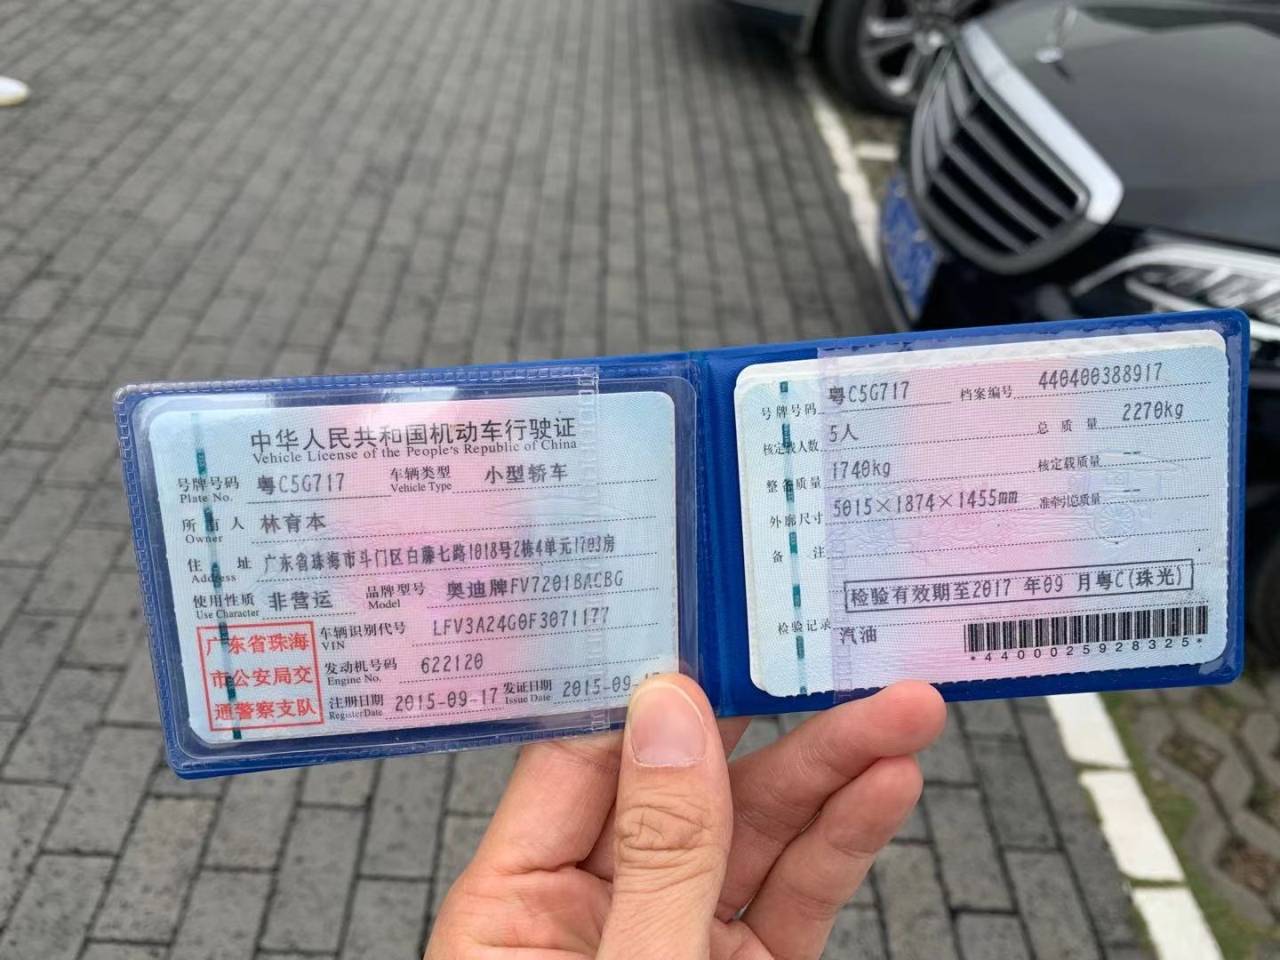 中华人民共和国机动车行驶证
Vehicle License of the People's Republic of China
号牌号码 粤C5G717 车辆类型 小型轿车
Plate No. Vehicle Type
所有人 林育本
Owner
住址 广东省珠海市斗门区白藤七路1018号2栋4单元1703房
Address
使用性质 非营运 品牌型号 奥迪牌FV7201BACBG
Use Character Model
广东省珠海
市公安局交
通警察支队
车辆识别代号 LFV3A24G0F3071177
VIN
发动机号码 622120
Engine No.
注册日期 2015-09-17 发证日期 2015-09-17
Register Date Issue Date
号牌号码 粤C5G717 档案编号 440400388917
核定载人数 5人 总质量 2270kg
整备质量 1740kg 核定载质量 --
外廓尺寸 5015×1874×1455mm 准牵引总质量 --
备注
检验有效期至2017 年09 月粤C(珠光)
检验记录 汽油
*4400025928325*